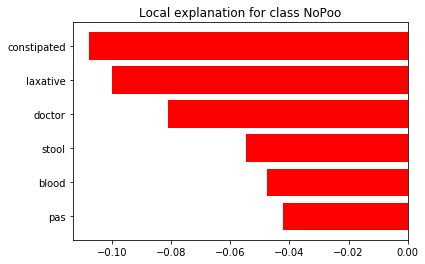 Local explanation for class NoPoo
constipated
laxative
doctor
stool
blood
pas
−0.10 −0.08 −0.06 −0.04 −0.02 0.00